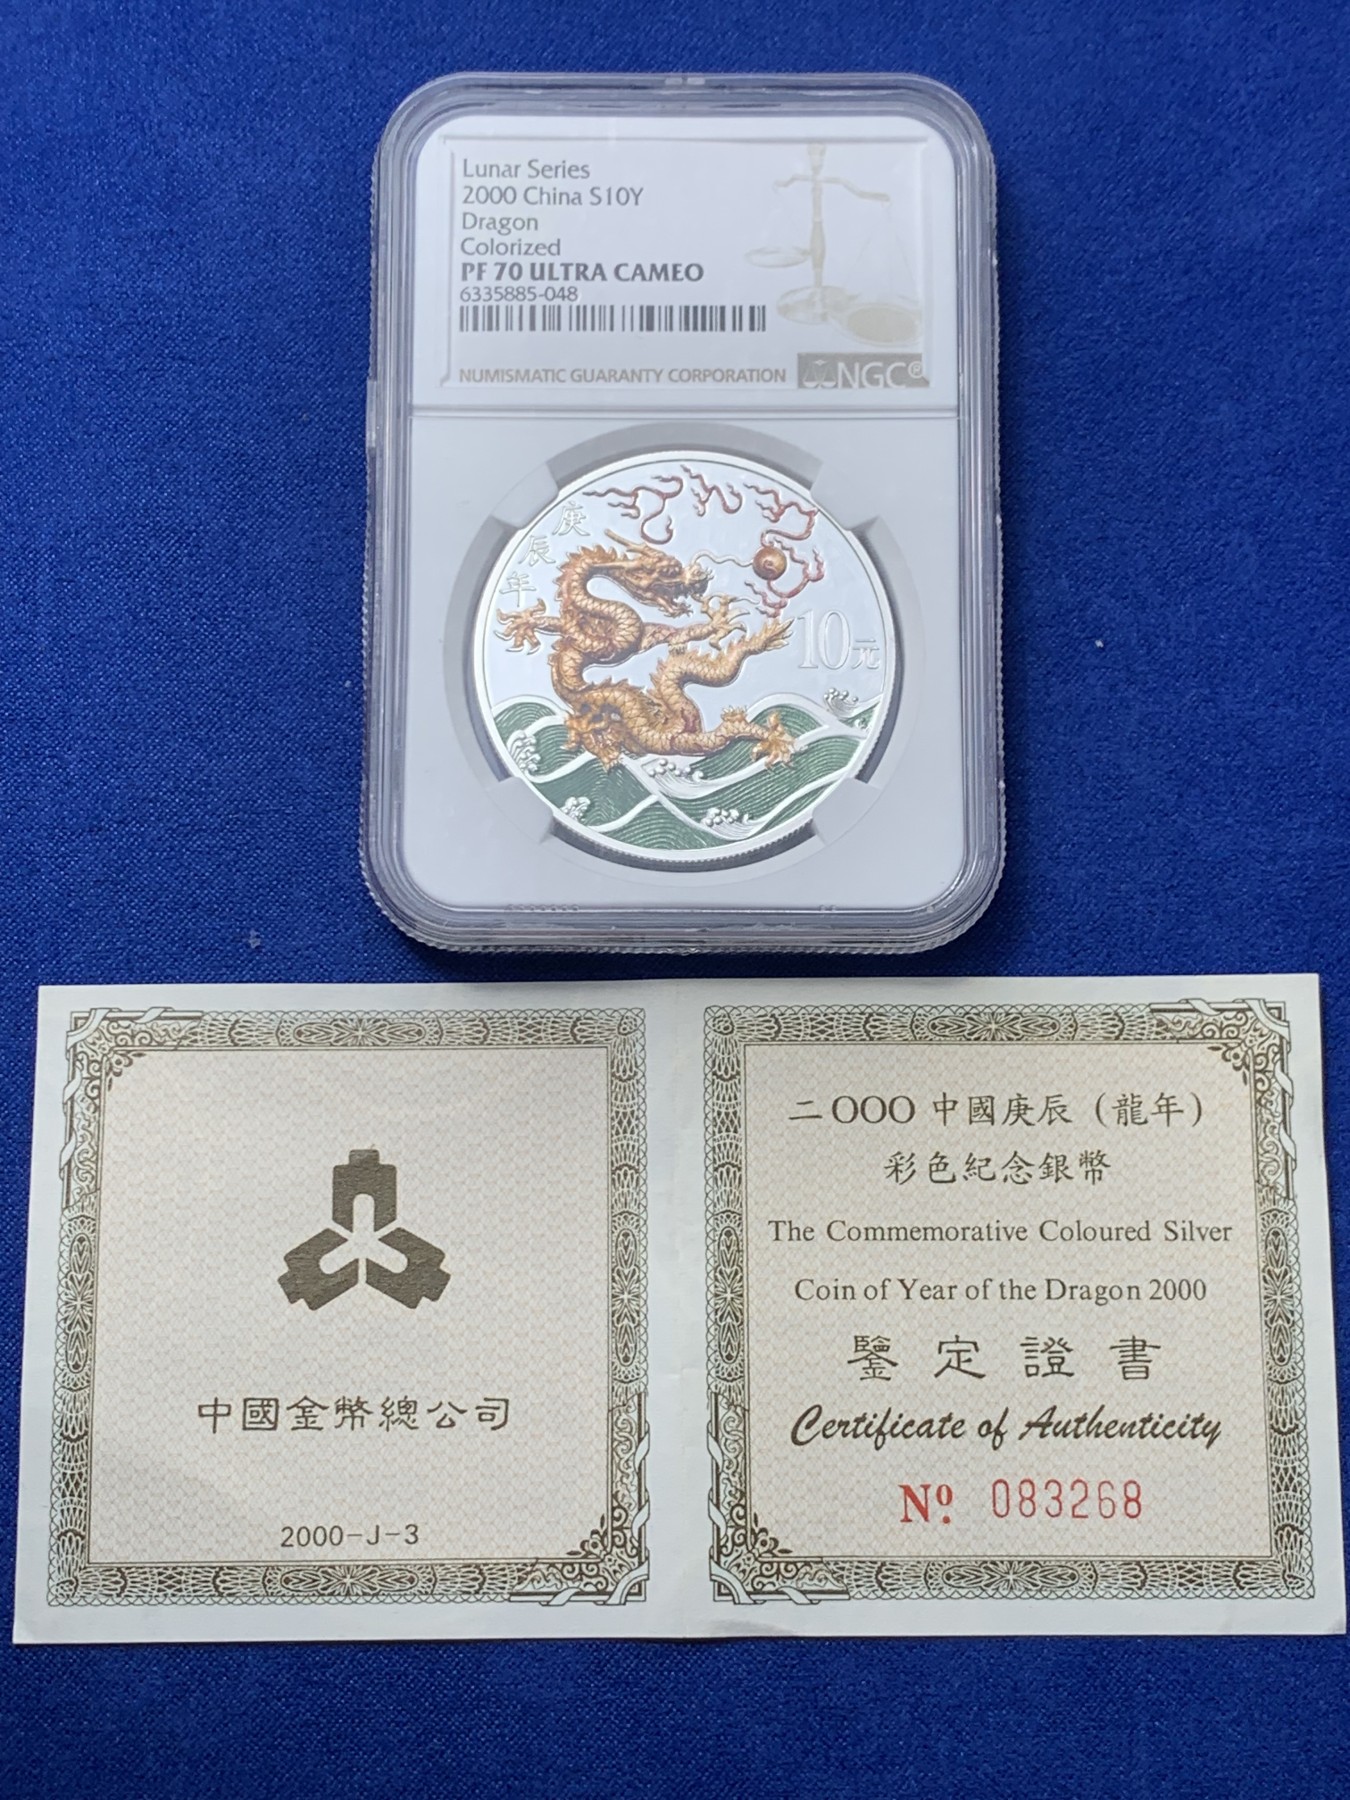 Lunar Series
2000 China S10Y
Dragon
Colorized
PF 70 ULTRA CAMEO
6335885-048
NUMISMATIC GUARANTY CORPORATION NGC®
庚辰年
10元
中國金幣總公司
2000-J-3
二OOO中國庚辰(龍年)
彩色紀念銀幣
The Commemorative Coloured Silver
Coin of Year of the Dragon 2000
鑒定證書
Certificate of Authenticity
Nº 083268